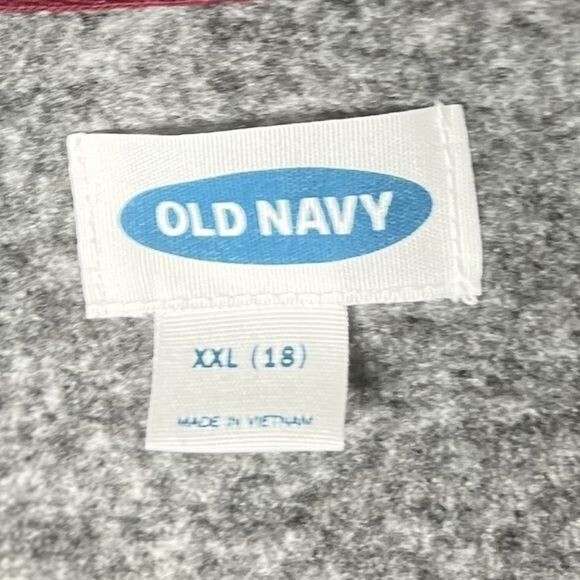 OLD NAVY
XXL (18)
MADE IN VIETNAM